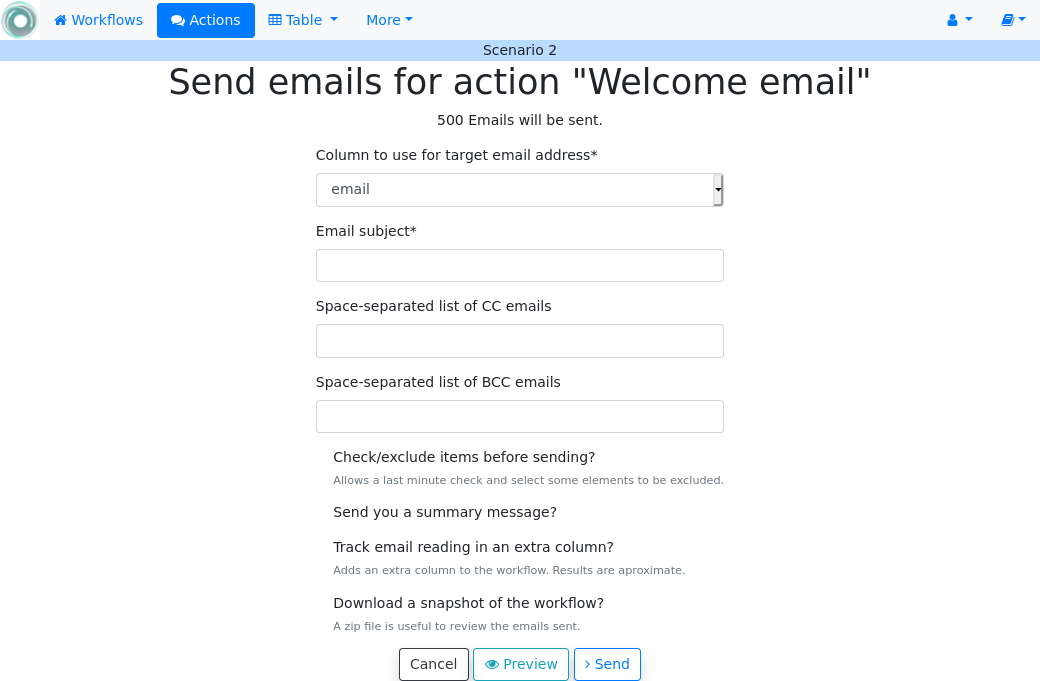 Workflows Actions Table More
Scenario 2
Send emails for action "Welcome email"
500 Emails will be sent.
Column to use for target email address*
email
Email subject*
Space-separated list of CC emails
Space-separated list of BCC emails
Check/exclude items before sending?
Allows a last minute check and select some elements to be excluded.
Send you a summary message?
Track email reading in an extra column?
Adds an extra column to the workflow. Results are aproximate.
Download a snapshot of the workflow?
A zip file is useful to review the emails sent.
Cancel Preview Send